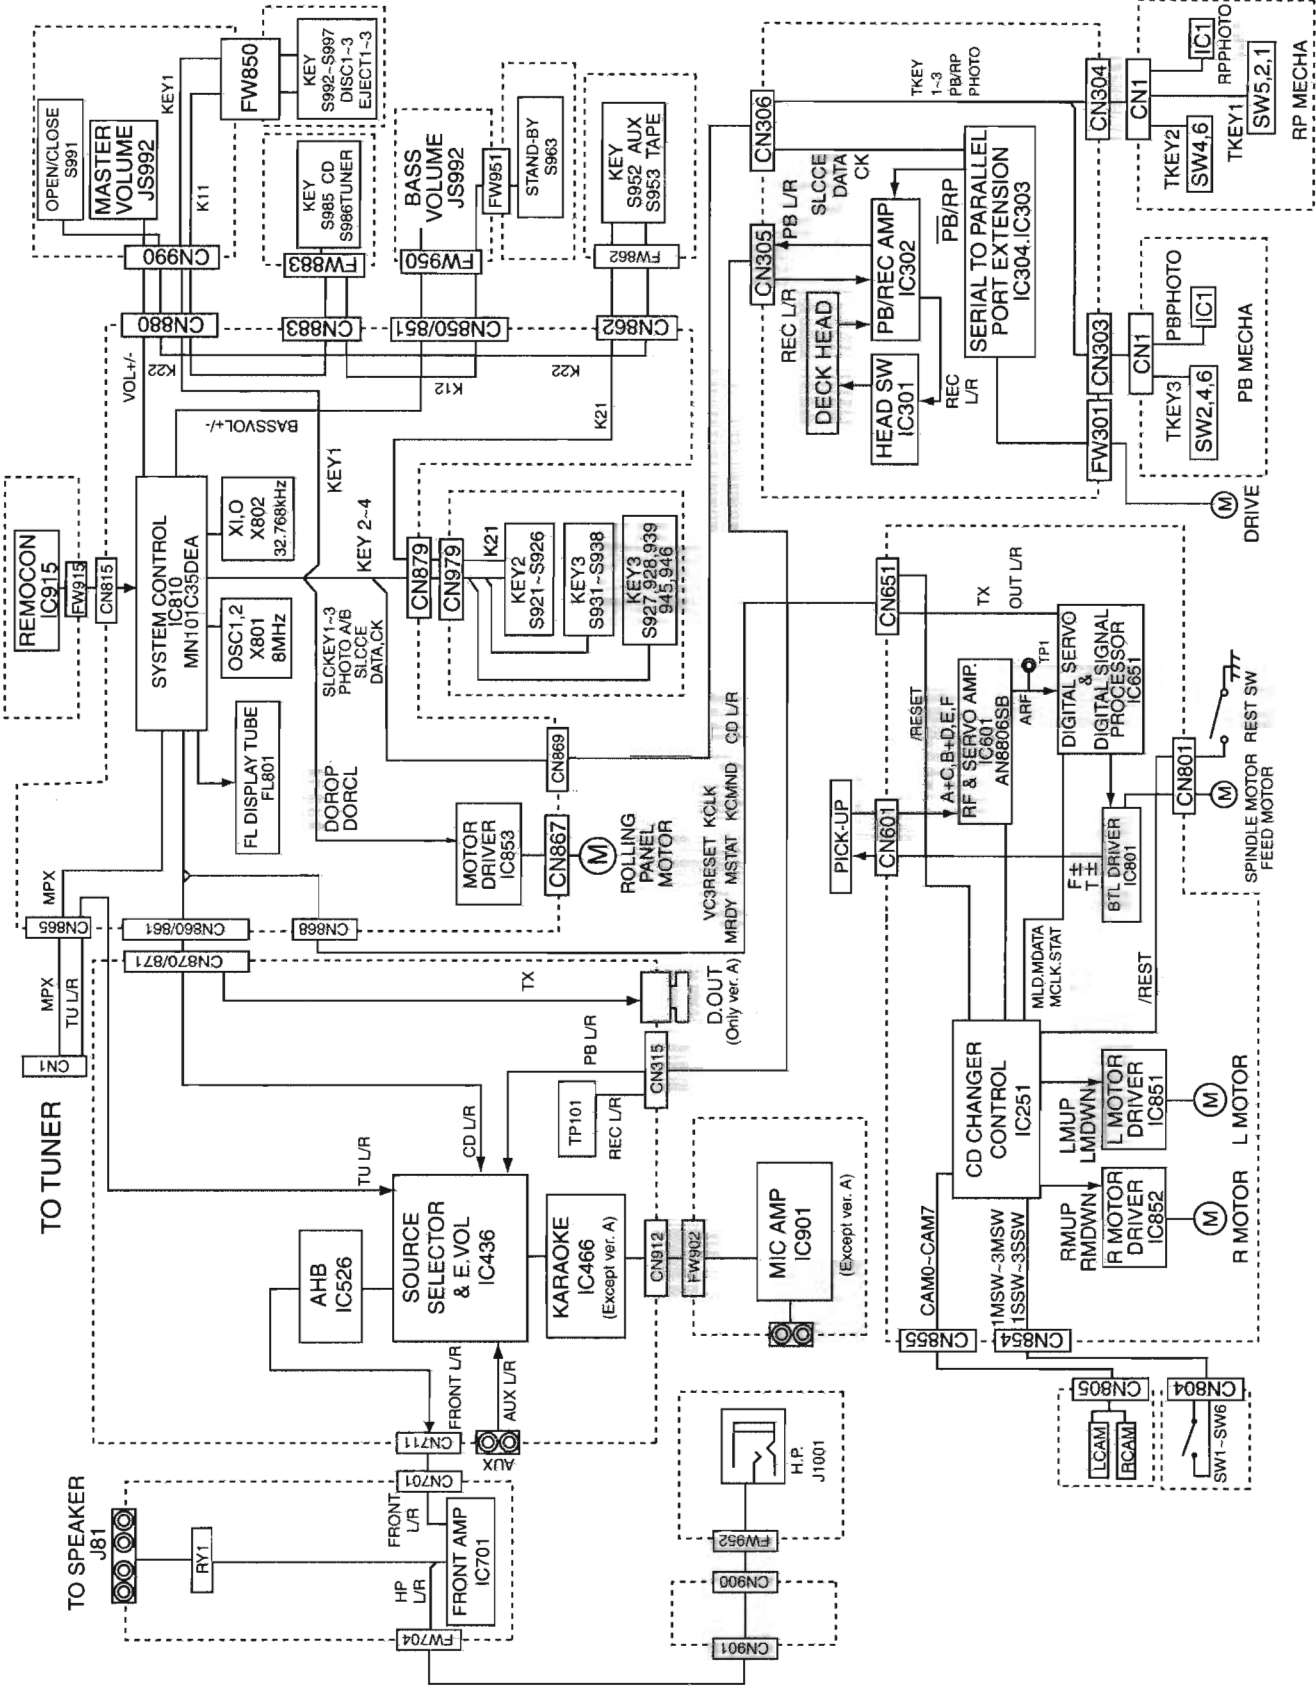 TO SPEAKER
J81
RY1
FRONT
L/R
HP
L/R
FRONT AMP
IC701
FW704
CN701
CN711
FRONT L/R
AUX L/R
AUX
TO TUNER
CN1
MPX
TU L/R
CN865
MPX
CN860/861
CN870/871
CN868
TU L/R
CD L/R
AHB
IC526
SOURCE
SELECTOR
& E.VOL
IC436
KARAOKE
IC466
(Except ver. A)
TP101
REC L/R
PB L/R
CN315
TX
D.OUT
(Only ver. A)
CN912
FW902
MIC AMP
IC901
(Except ver. A)
H.P.
J1001
FW952
CN900
CN901
REMOCON
IC915
FW915
CN815
SYSTEM CONTROL
IC810
MN101C35DEA
OSC1,2
X801
8MHz
XI,O
X802
32.768kHz
FL DISPLAY TUBE
FL801
DOROP
DORCL
MOTOR
DRIVER
IC853
CN867
M
ROLLING
PANEL
MOTOR
CN869
SLCKEY1~3
PHOTO A/B
SLCCE
DATA,CK
KEY1
KEY 2~4
BASSVOL+/-
VOL+/-
K22
K12
K22
K21
CN879
CN979
K21
KEY2
S921~S926
KEY3
S931~S938
KEY3
S927,928,939
945,946
OPEN/CLOSE
S991
MASTER
VOLUME
JS992
K11
KEY1
FW850
KEY
S992~S997
DISC1~3
EJECT1~3
CN990
CN880
KEY
S985 CD
S986TUNER
FW883
CN883
BASS
VOLUME
JS992
FW950
CN850/851
FW951
STAND-BY
S963
KEY
S952 AUX
S953 TAPE
FW862
CN862
VC3RESET KCLK
MRDY MSTAT KCMND CD L/R
CN306
CN305
PB L/R
REC L/R
SLCCE
DATA
CK
TKEY
1~3
PB/RP
PHOTO
DECK HEAD
PB/REC AMP
IC302
PB/RP
HEAD SW
IC301
REC
L/R
SERIAL TO PARALLEL
PORT EXTENSION
IC304.IC303
CN304
CN1
IC1
RPPHOTO
TKEY2
SW4,6
TKEY1
SW5,2,1
RP MECHA
CN303
CN1
PBPHOTO
IC1
TKEY3
SW2,4,6
PB MECHA
FW301
M
DRIVE
CN651
TX
OUT L/R
/RESET
PICK-UP
CN601
A+C,B+D,E,F
RF & SERVO AMP.
IC601
AN8806SB
ARF
TP1
DIGITAL SERVO
&
DIGITAL SIGNAL
PROCESSOR
IC651
F±
T±
BTL DRIVER
IC801
CN801
M
SPINDLE MOTOR REST SW
FEED MOTOR
MLD.MDATA
MCLK.STAT
/REST
CD CHANGER
CONTROL
IC251
LMUP
LMDWN
L MOTOR
DRIVER
IC851
M
L MOTOR
RMUP
RMDWN
R MOTOR
DRIVER
IC852
M
R MOTOR
CAM0~CAM7
1MSW~3MSW
1SSW~3SSW
CN855
CN854
CN805
LCAM
RCAM
CN804
SW1~SW6